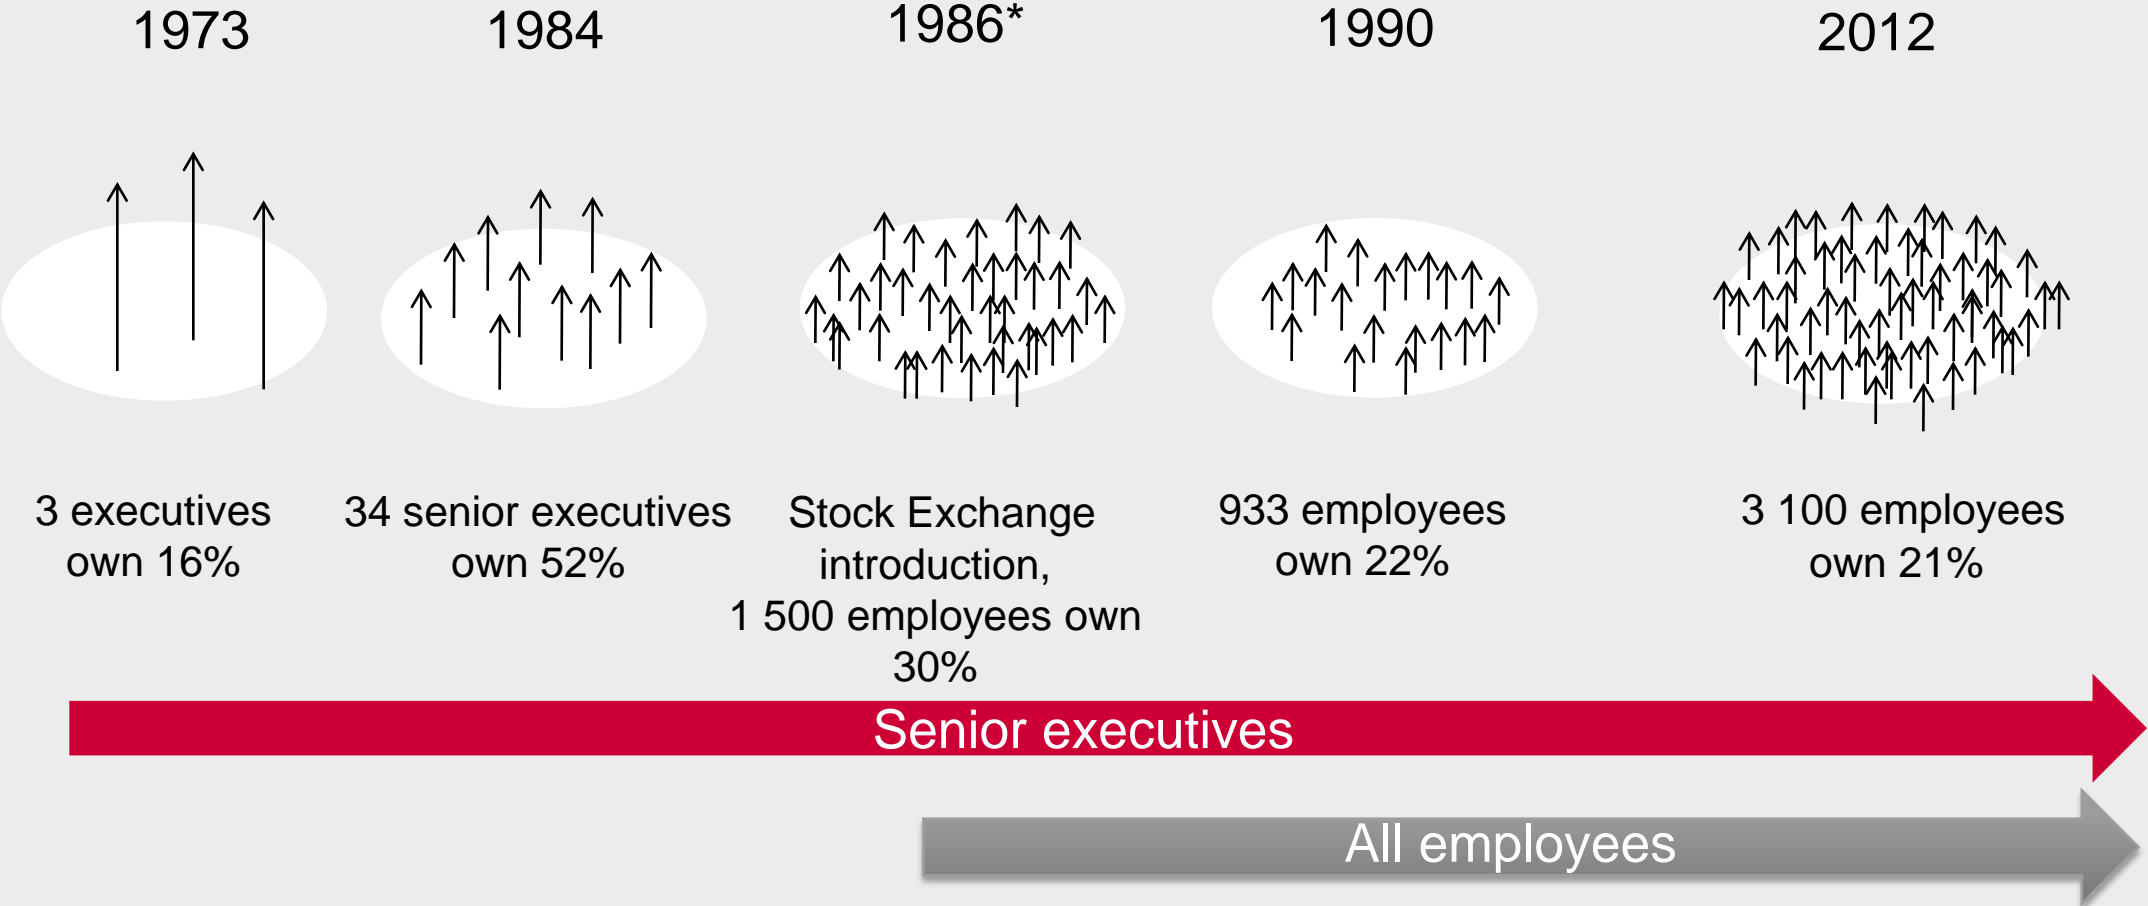 1973
1984
1986*
1990
2012
3 executives
own 16%
34 senior executives
own 52%
Stock Exchange
introduction,
1 500 employees own
30%
933 employees
own 22%
3 100 employees
own 21%
Senior executives
All employees